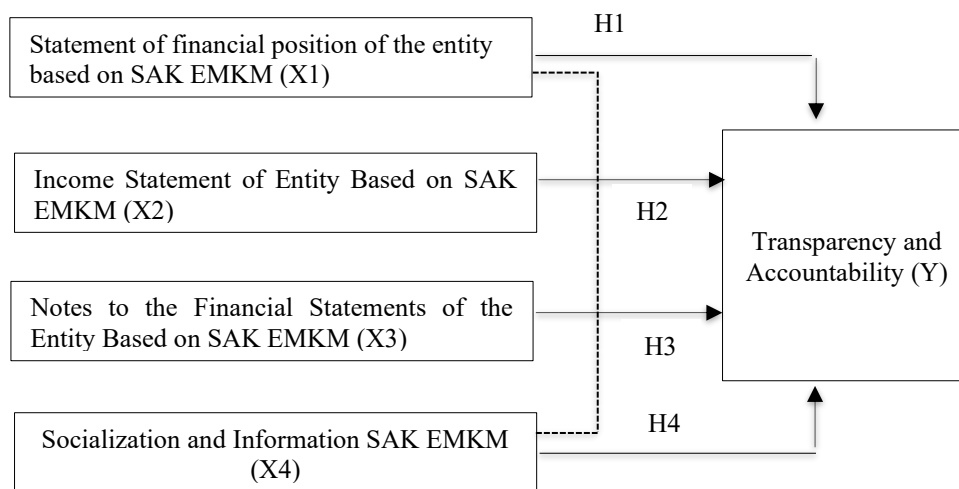 H1
Statement of financial position of the entity
based on SAK EMKM (X1)
Income Statement of Entity Based on SAK
EMKM (X2)
H2
Transparency and
Accountability (Y)
Notes to the Financial Statements of the
Entity Based on SAK EMKM (X3)
H3
H4
Socialization and Information SAK EMKM
(X4)